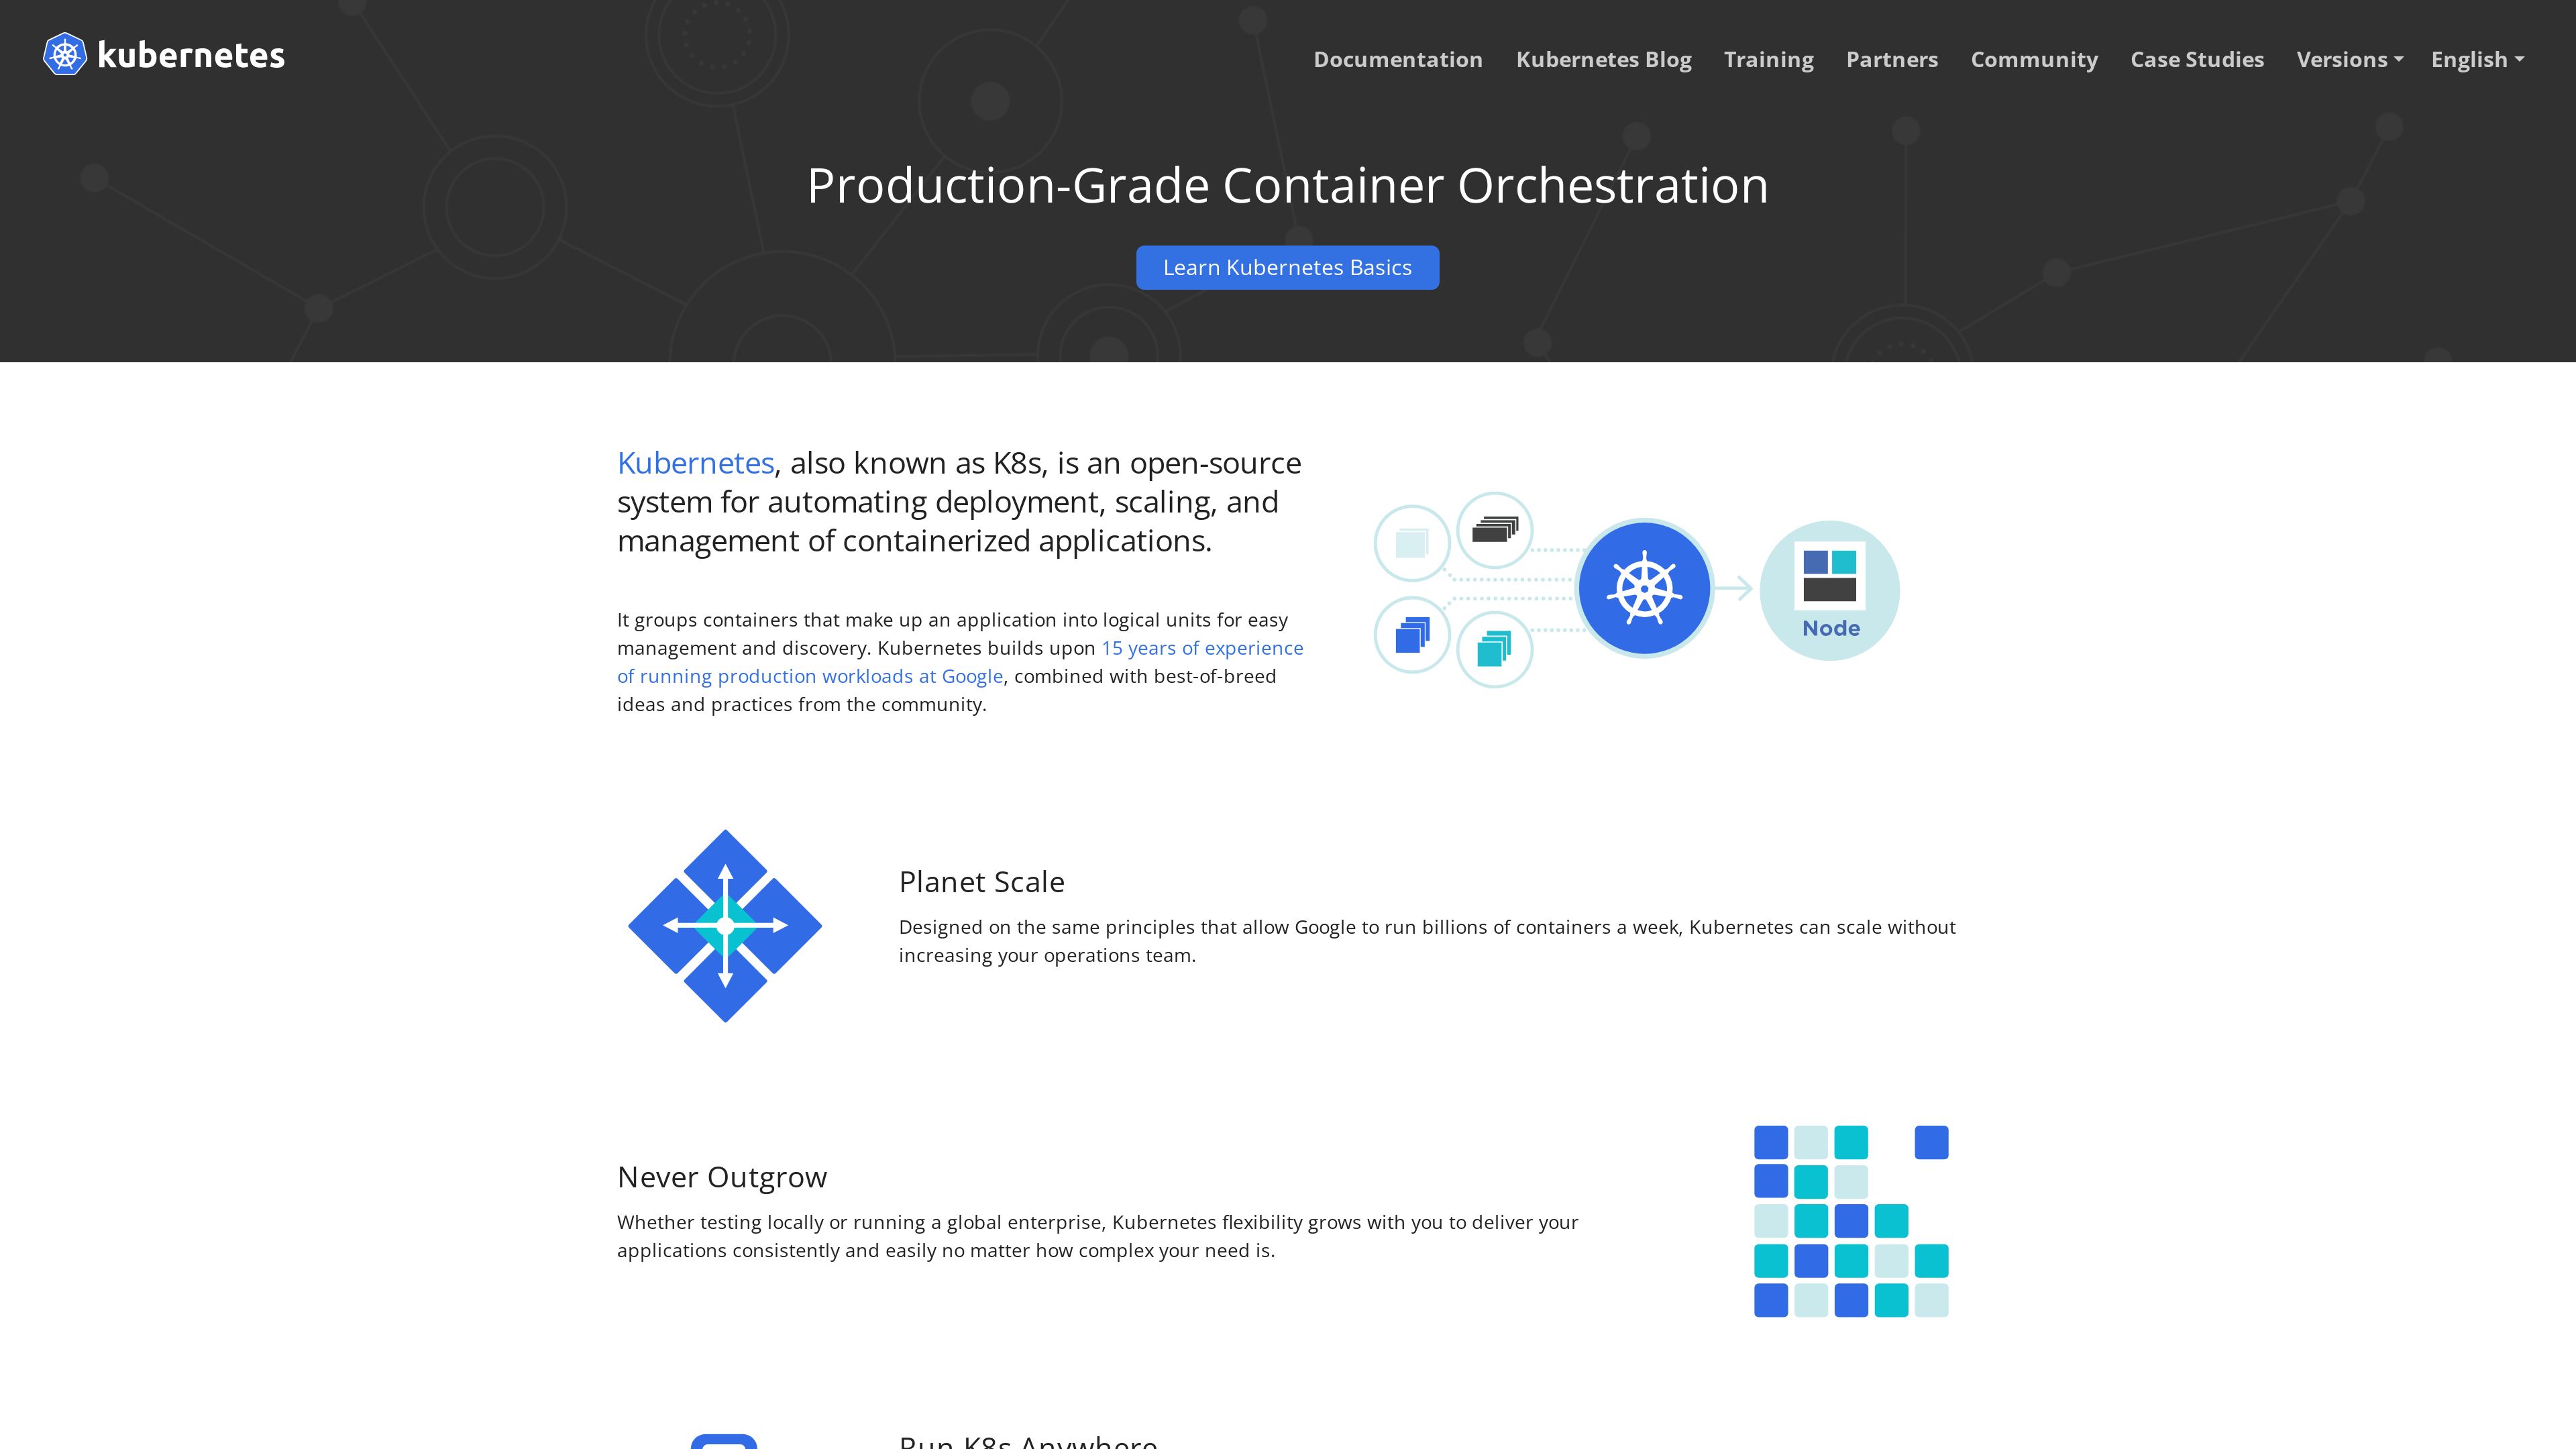 kubernetes
Documentation
Kubernetes Blog
Training
Partners
Community
Case Studies
Versions
English
Production-Grade Container Orchestration
Learn Kubernetes Basics
Kubernetes, also known as K8s, is an open-source
system for automating deployment, scaling, and
management of containerized applications.
It groups containers that make up an application into logical units for easy
management and discovery. Kubernetes builds upon 15 years of experience
of running production workloads at Google, combined with best-of-breed
ideas and practices from the community.
Node
Planet Scale
Designed on the same principles that allow Google to run billions of containers a week, Kubernetes can scale without
increasing your operations team.
Never Outgrow
Whether testing locally or running a global enterprise, Kubernetes flexibility grows with you to deliver your
applications consistently and easily no matter how complex your need is.
Run K8s Anywhere